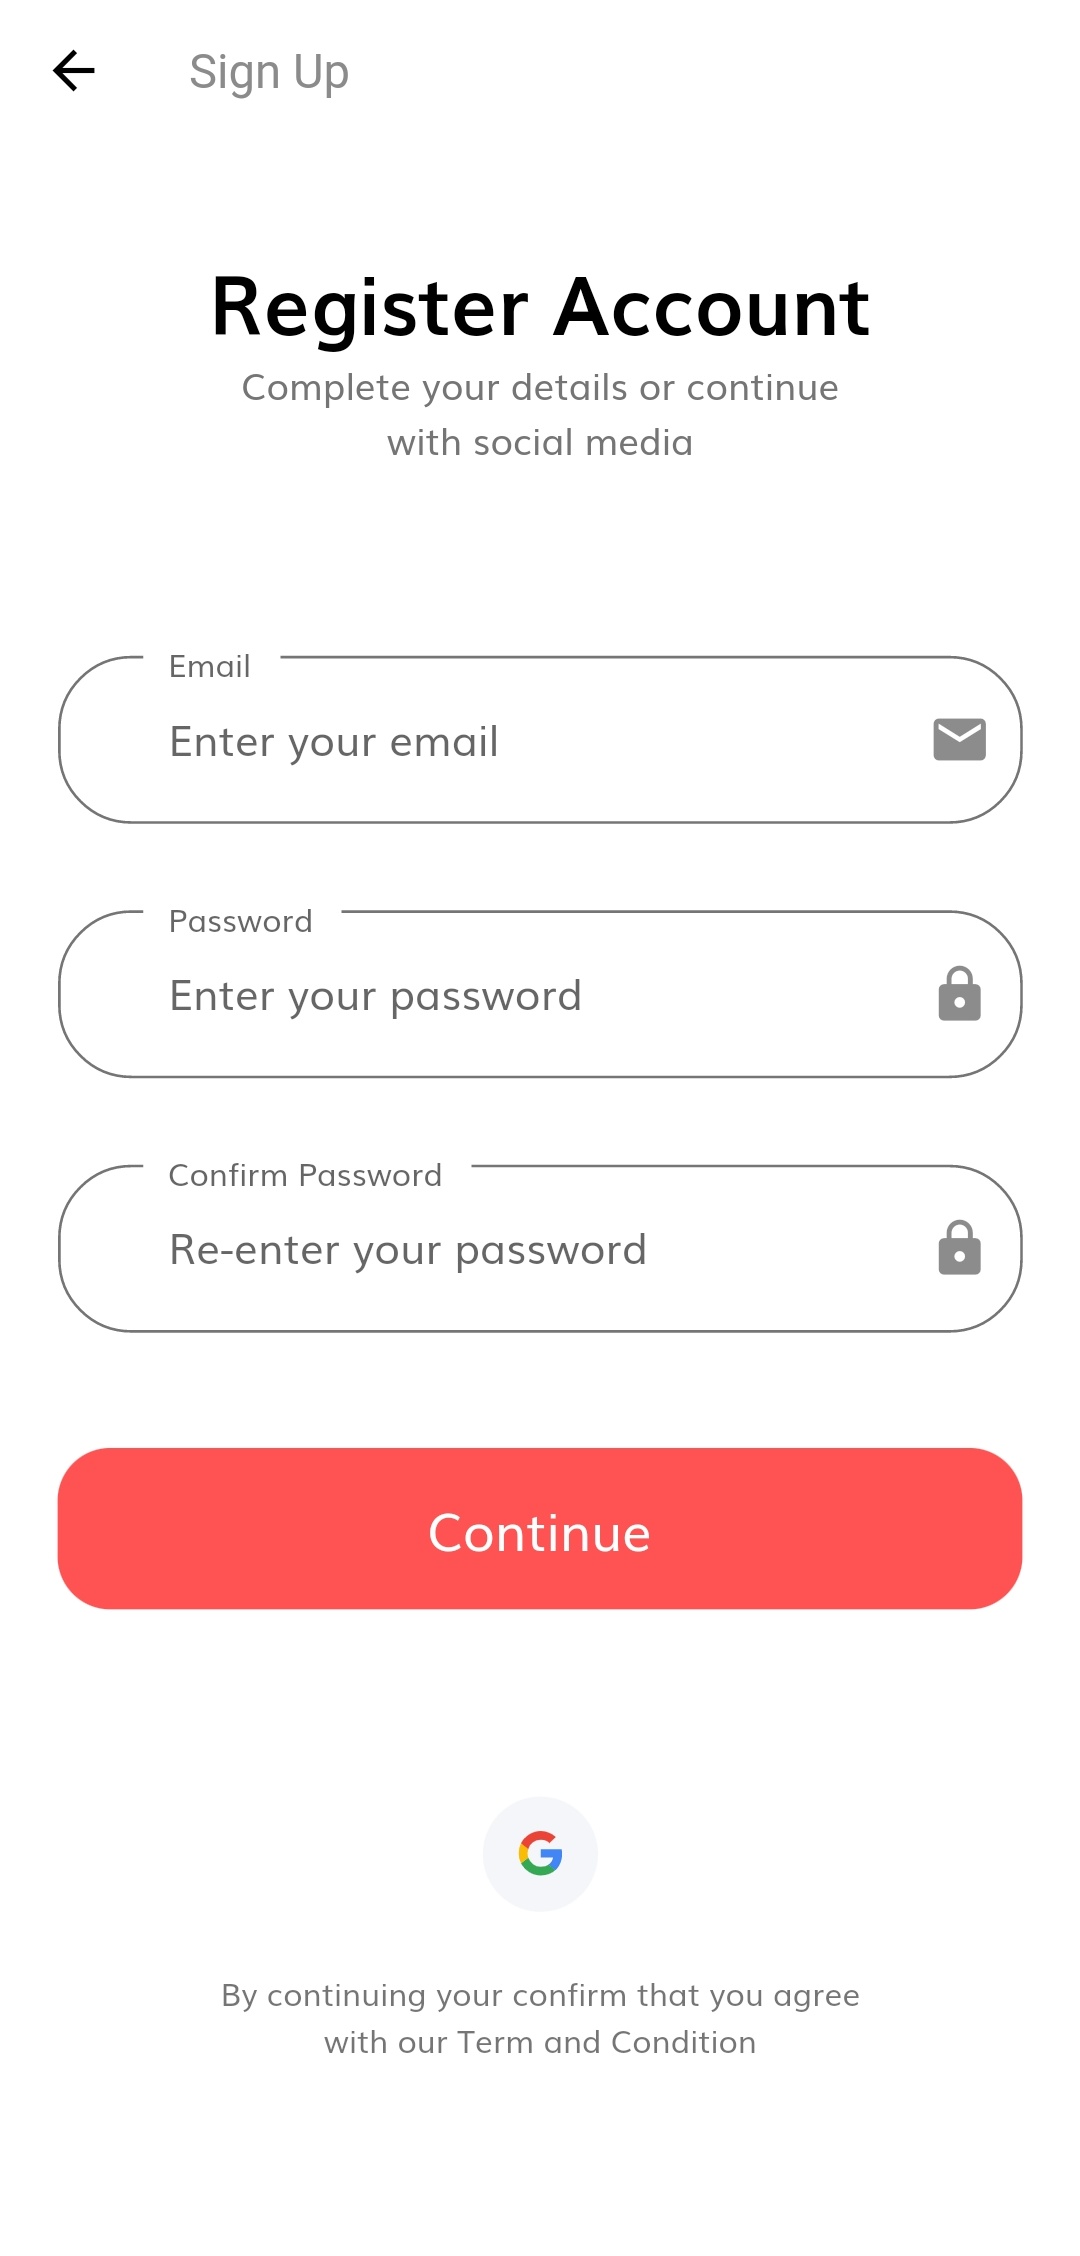 Sign Up
Register Account
Complete your details or continue
with social media
Email
Enter your email
Password
Enter your password
Confirm Password
Re-enter your password
Continue
By continuing your confirm that you agree
with our Term and Condition